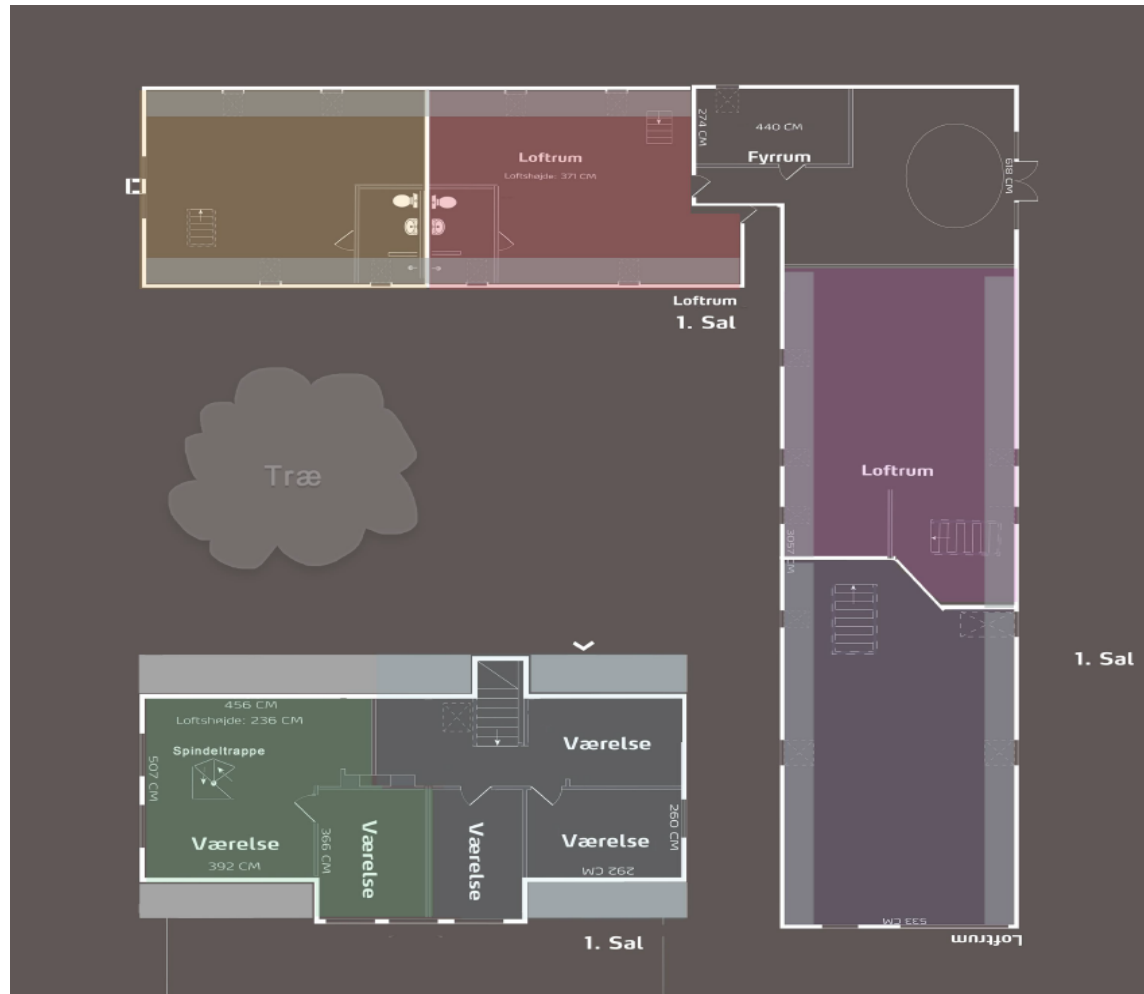 274 CM
440 CM
Fyrrum
618 CM
Loftrum
Loftshøjde: 371 CM
Loftrum
1. Sal
Træ
Loftrum
3057 CM
1. Sal
533 CM
Loftrum
456 CM
Loftshøjde: 236 CM
Spindeltrappe
507 CM
Værelse
392 CM
366 CM
Værelse
Værelse
Værelse
260 CM
Værelse
292 CM
1. Sal